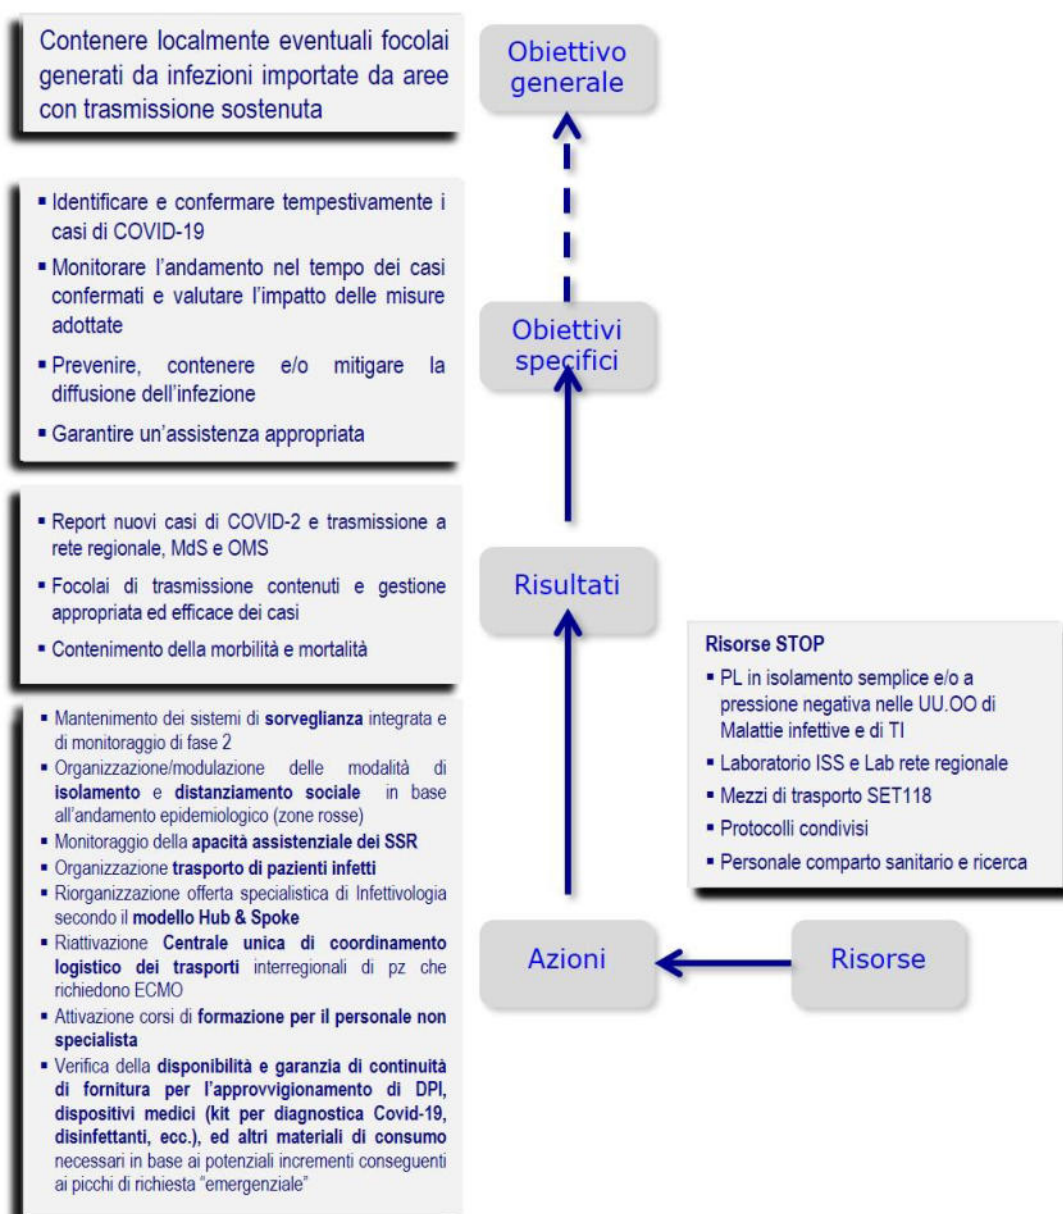 Contenere localmente eventuali focolai
generati da infezioni importate da aree
con trasmissione sostenuta
Obiettivo
generale
▪ Identificare e confermare tempestivamente i
casi di COVID-19
▪ Monitorare l'andamento nel tempo dei casi
confermati e valutare l'impatto delle misure
adottate
▪ Prevenire, contenere e/o mitigare la
diffusione dell'infezione
▪ Garantire un'assistenza appropriata
Obiettivi
specifici
▪ Report nuovi casi di COVID-2 e trasmissione a
rete regionale, MdS e OMS
▪ Focolai di trasmissione contenuti e gestione
appropriata ed efficace dei casi
▪ Contenimento della morbilità e mortalità
Risultati
▪ Mantenimento dei sistemi di sorveglianza integrata e
di monitoraggio di fase 2
▪ Organizzazione/modulazione delle modalità di
isolamento e distanziamento sociale in base
all'andamento epidemiologico (zone rosse)
▪ Monitoraggio della apacità assistenziale dei SSR
▪ Organizzazione trasporto di pazienti infetti
▪ Riorganizzazione offerta specialistica di Infettivologia
secondo il modello Hub & Spoke
▪ Riattivazione Centrale unica di coordinamento
logistico dei trasporti interregionali di pz che
richiedono ECMO
▪ Attivazione corsi di formazione per il personale non
specialista
▪ Verifica della disponibilità e garanzia di continuità
di fornitura per l'approvvigionamento di DPI,
dispositivi medici (kit per diagnostica Covid-19,
disinfettanti, ecc.), ed altri materiali di consumo
necessari in base ai potenziali incrementi conseguenti
ai picchi di richiesta "emergenziale"
Azioni
Risorse STOP
▪ PL in isolamento semplice e/o a
pressione negativa nelle UU.OO di
Malattie infettive e di TI
▪ Laboratorio ISS e Lab rete regionale
▪ Mezzi di trasporto SET118
▪ Protocolli condivisi
▪ Personale comparto sanitario e ricerca
Risorse